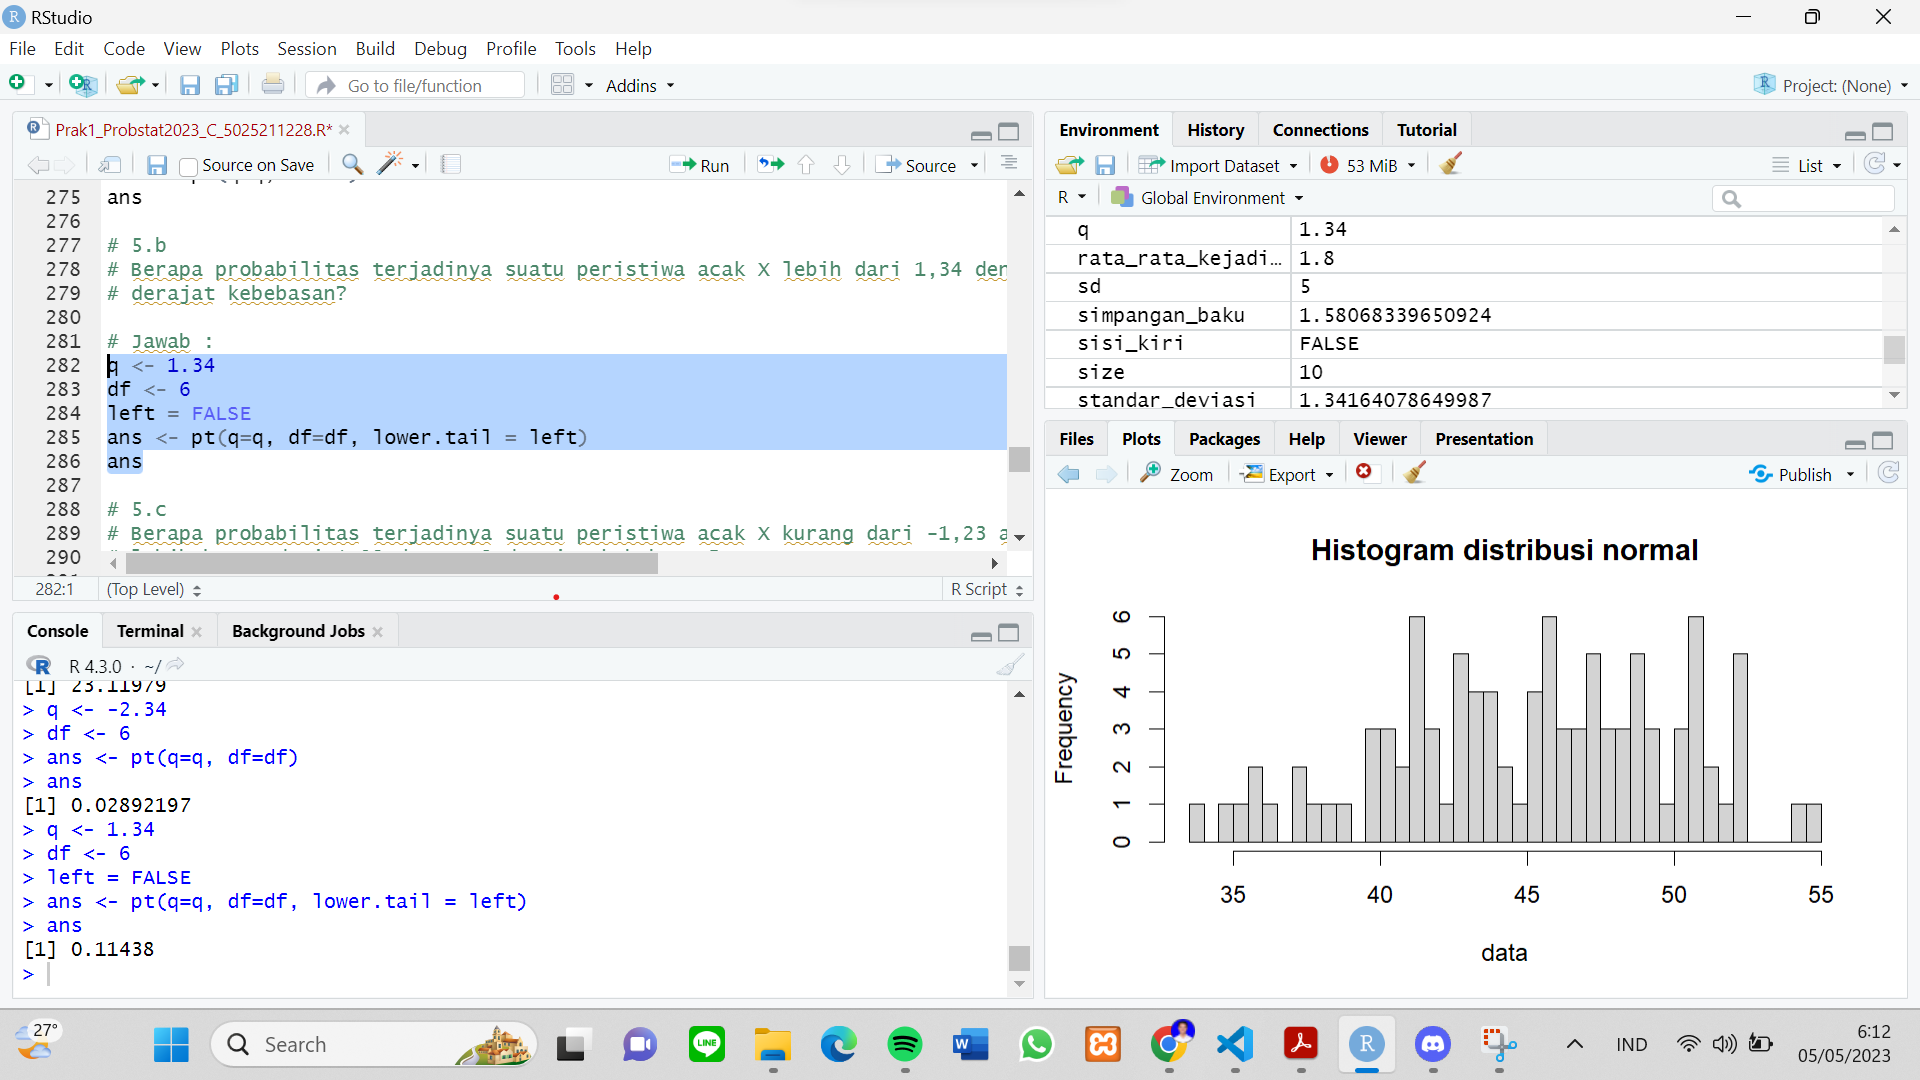 RStudio
File Edit Code View Plots Session Build Debug Profile Tools Help
Go to file/function Addins Project: (None)
Prak1_Probstat2023_C_5025211228.R*
Source on Save Run Source
275 ans
276
277 # 5.b
278 # Berapa probabilitas terjadinya suatu peristiwa acak X lebih dari 1,34 den
279 # derajat kebebasan?
280
281 # Jawab :
282 q <- 1.34
283 df <- 6
284 left = FALSE
285 ans <- pt(q=q, df=df, lower.tail = left)
286 ans
287
288 # 5.c
289 # Berapa probabilitas terjadinya suatu peristiwa acak X kurang dari -1,23 a
290
282:1 (Top Level) R Script
Console Terminal Background Jobs
R 4.3.0 · ~/
[1] 23.11979
> q <- -2.34
> df <- 6
> ans <- pt(q=q, df=df)
> ans
[1] 0.02892197
> q <- 1.34
> df <- 6
> left = FALSE
> ans <- pt(q=q, df=df, lower.tail = left)
> ans
[1] 0.11438
>
Environment History Connections Tutorial
Import Dataset 53 MiB List
R Global Environment
q 1.34
rata_rata_kejadi… 1.8
sd 5
simpangan_baku 1.58068339650924
sisi_kiri FALSE
size 10
standar_deviasi 1.34164078649987
Files Plots Packages Help Viewer Presentation
Zoom Export Publish
Histogram distribusi normal
Frequency
0 1 2 3 4 5 6
35 40 45 50 55
data
27° Search LINE IND 6:12
05/05/2023